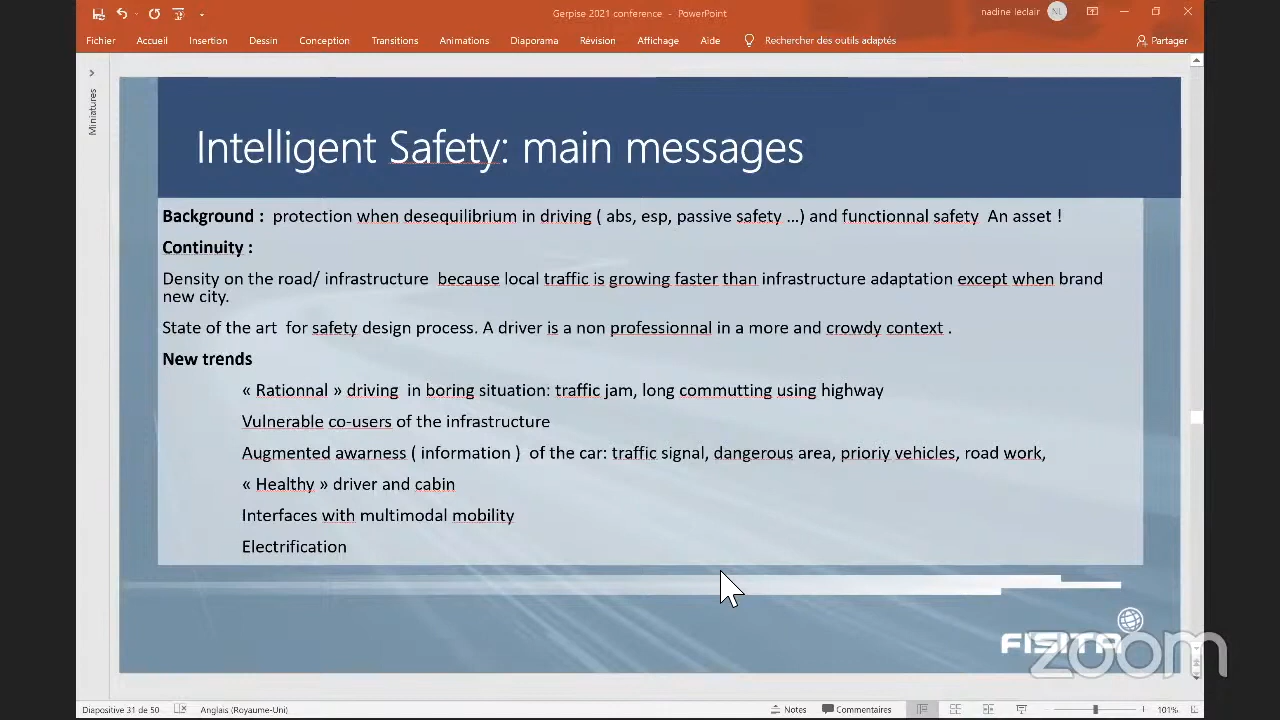 Gerpise 2021 conference - PowerPoint
nadine leclair NL
Fichier Accueil Insertion Dessin Conception Transitions Animations Diaporama Révision Affichage Aide Rechercher des outils adaptés Partager
Miniatures
Intelligent Safety: main messages
Background : protection when desequilibrium in driving ( abs, esp, passive safety ...) and functionnal safety An asset !
Continuity :
Density on the road/ infrastructure because local traffic is growing faster than infrastructure adaptation except when brand
new city.
State of the art for safety design process. A driver is a non professionnal in a more and crowdy context .
New trends
« Rationnal » driving in boring situation: traffic jam, long commutting using highway
Vulnerable co-users of the infrastructure
Augmented awarness ( information ) of the car: traffic signal, dangerous area, prioriy vehicles, road work,
« Healthy » driver and cabin
Interfaces with multimodal mobility
Electrification
FISITA
zoom
Diapositive 31 de 50 Anglais (Royaume-Uni) Notes Commentaires 101%